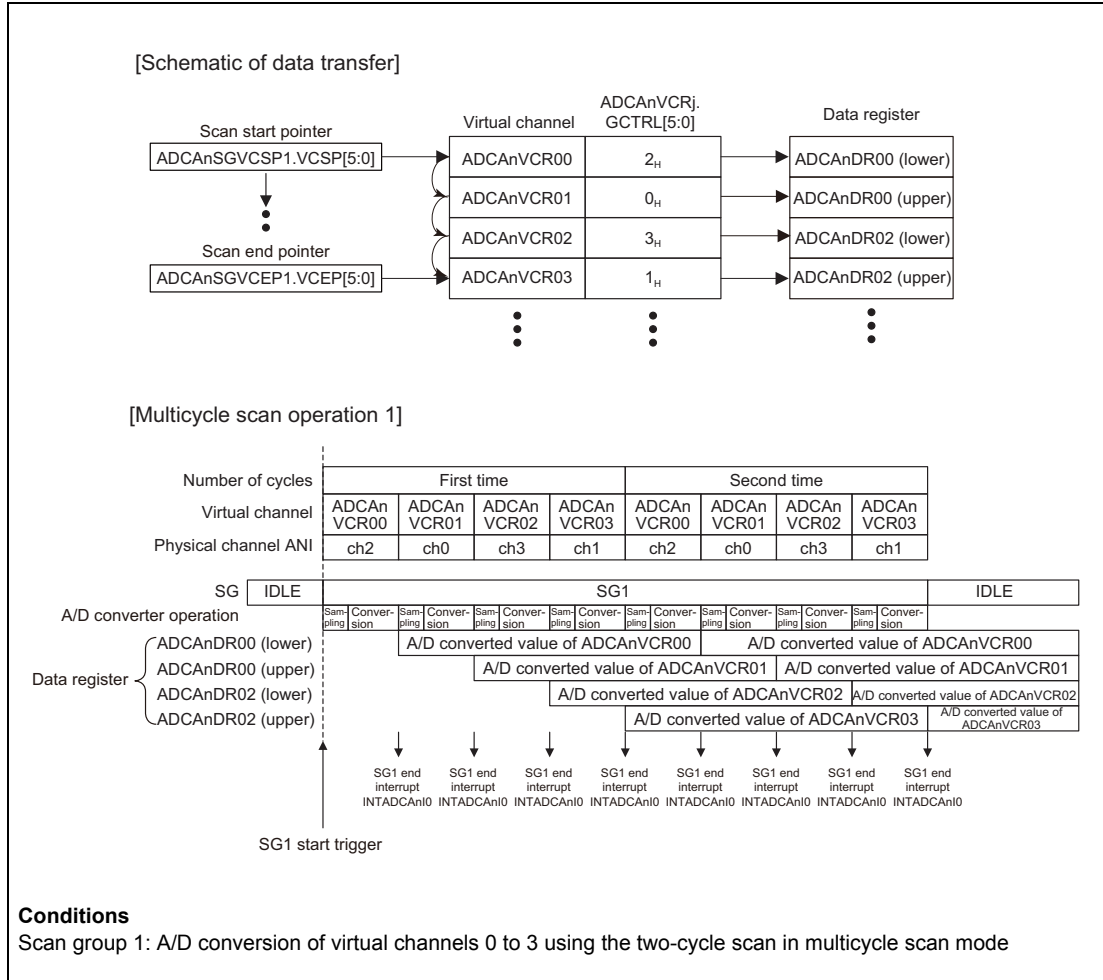 [Schematic of data transfer]
ADCAnVCRj.
GCTRL[5:0]
Virtual channel
Data register
Scan start pointer
ADCAnSGVCSP1.VCSP[5:0]
ADCAnVCR00 2H ADCAnDR00 (lower)
ADCAnVCR01 0H ADCAnDR00 (upper)
Scan end pointer
ADCAnVCR02 3H ADCAnDR02 (lower)
ADCAnSGVCEP1.VCEP[5:0]
ADCAnVCR03 1H ADCAnDR02 (upper)
[Multicycle scan operation 1]
Number of cycles First time Second time
Virtual channel ADCAn VCR00 ADCAn VCR01 ADCAn VCR02 ADCAn VCR03 ADCAn VCR00 ADCAn VCR01 ADCAn VCR02 ADCAn VCR03
Physical channel ANI ch2 ch0 ch3 ch1 ch2 ch0 ch3 ch1
SG IDLE SG1 IDLE
A/D converter operation Sam-pling Conver-sion Sam-pling Conver-sion Sam-pling Conver-sion Sam-pling Conver-sion Sam-pling Conver-sion Sam-pling Conver-sion Sam-pling Conver-sion Sam-pling Conver-sion
Data register
ADCAnDR00 (lower) A/D converted value of ADCAnVCR00 A/D converted value of ADCAnVCR00
ADCAnDR00 (upper) A/D converted value of ADCAnVCR01 A/D converted value of ADCAnVCR01
ADCAnDR02 (lower) A/D converted value of ADCAnVCR02 A/D converted value of ADCAnVCR02
ADCAnDR02 (upper) A/D converted value of ADCAnVCR03 A/D converted value of ADCAnVCR03
SG1 end SG1 end SG1 end SG1 end SG1 end SG1 end SG1 end SG1 end
interrupt interrupt interrupt interrupt interrupt interrupt interrupt interrupt
INTADCAnI0 INTADCAnI0 INTADCAnI0 INTADCAnI0 INTADCAnI0 INTADCAnI0 INTADCAnI0 INTADCAnI0
SG1 start trigger
Conditions
Scan group 1: A/D conversion of virtual channels 0 to 3 using the two-cycle scan in multicycle scan mode